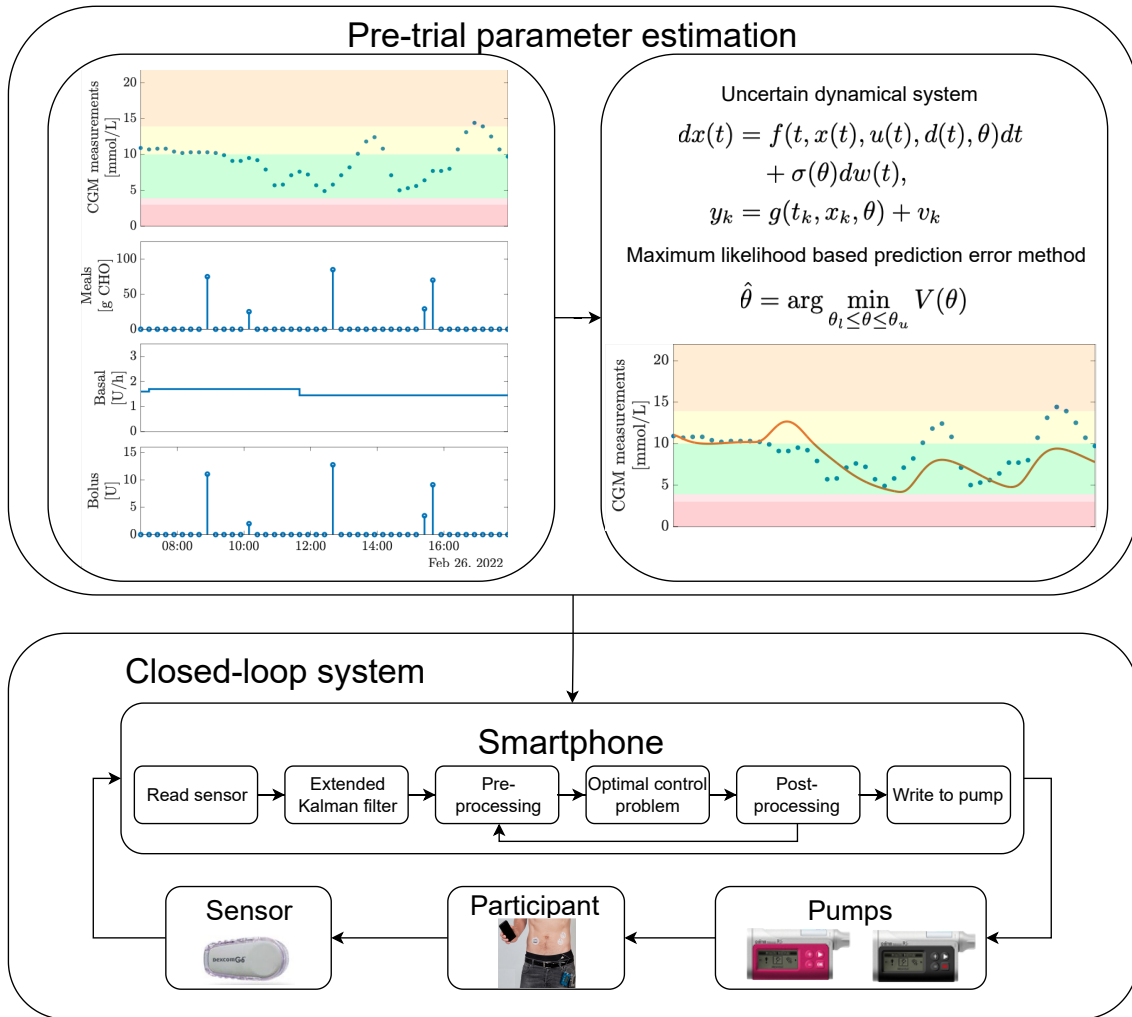 Pre-trial parameter estimation
CGM measurements
[mmol/L]
20
15
10
5
0
Meals
[g CHO]
100
50
0
Basal
[U/h]
3
2
1
0
Bolus
[U]
15
10
5
0
08:00 10:00 12:00 14:00 16:00
Feb 26, 2022
Uncertain dynamical system
dx(t) = f(t, x(t), u(t), d(t), θ)dt
+ σ(θ)dw(t),
y_k = g(t_k, x_k, θ) + v_k
Maximum likelihood based prediction error method
θ̂ = arg min V(θ)
θ_l≤θ≤θ_u
CGM measurements
[mmol/L]
20
15
10
5
0
Closed-loop system
Smartphone
Read sensor
Extended
Kalman filter
Pre-
processing
Optimal control
problem
Post-
processing
Write to pump
Sensor
Dexcom G6
Participant
Pumps